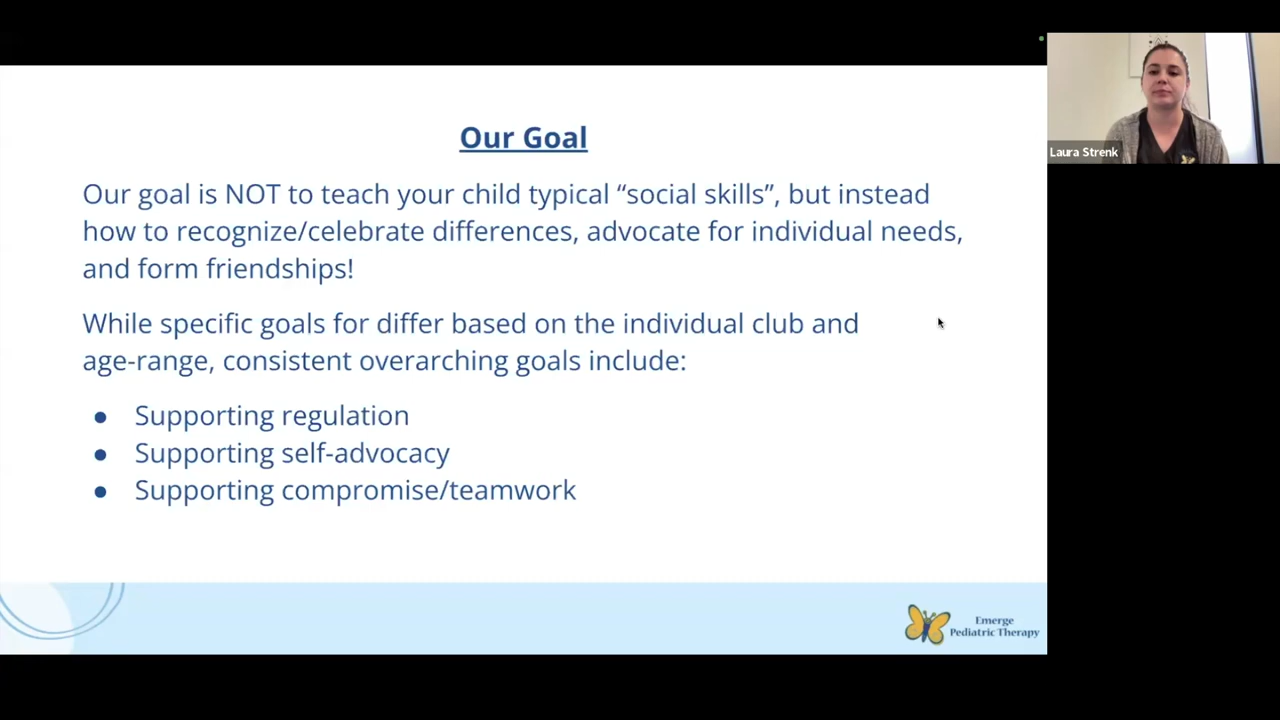 Our Goal
Our goal is NOT to teach your child typical “social skills”, but instead
how to recognize/celebrate differences, advocate for individual needs,
and form friendships!
While specific goals for differ based on the individual club and
age-range, consistent overarching goals include:
● Supporting regulation
● Supporting self-advocacy
● Supporting compromise/teamwork
Laura Strenk
Emerge
Pediatric Therapy